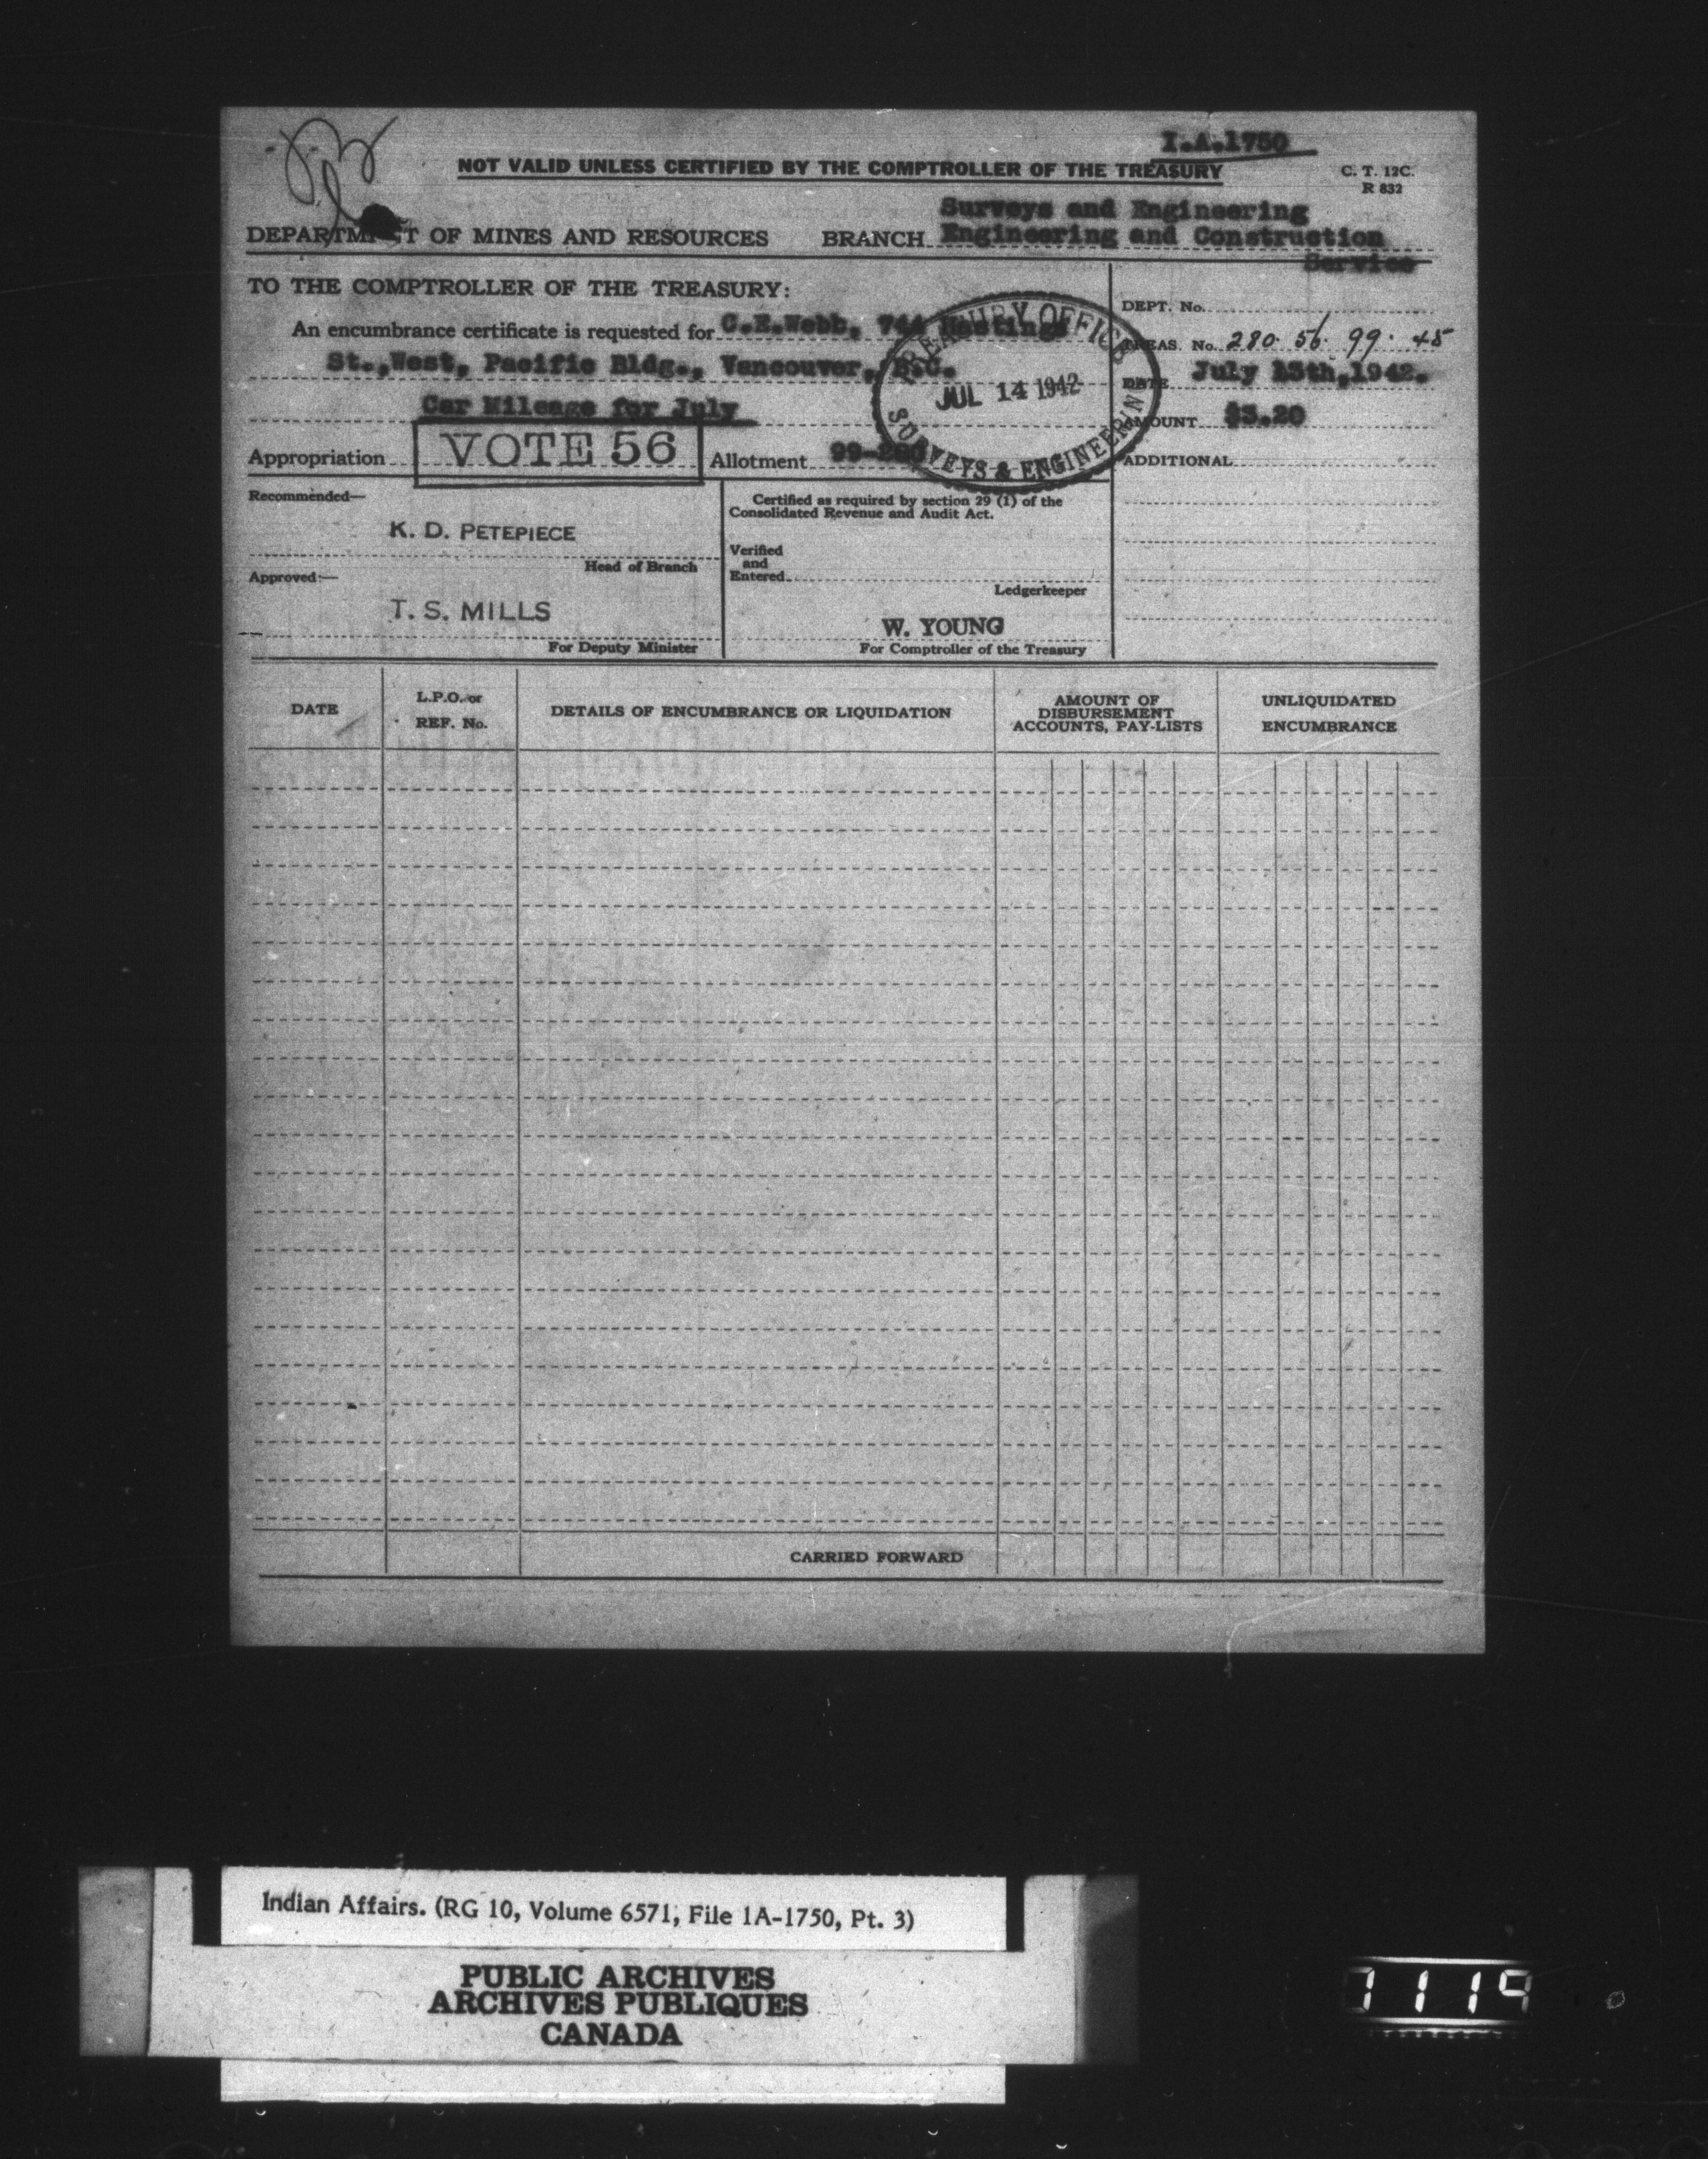 I.A.1750
NOT VALID UNLESS CERTIFIED BY THE COMPTROLLER OF THE TREASURY
C. T. 12C.
R 832
Surveys and Engineering
DEPARTMENT OF MINES AND RESOURCES BRANCH Engineering and Construction
Service
TO THE COMPTROLLER OF THE TREASURY:
An encumbrance certificate is requested for C.E.Webb, 744 Hastings
St.,West, Pacific Bldg., Vancouver, B.C.
Car Mileage for July
TREASURY OFFICE
JUL 14 1942
SURVEYS & ENGINEERING
DEPT. No.
TREAS. No. 280. 56. 99. 45
DATE July 13th,1942.
AMOUNT $3.20
ADDITIONAL
Appropriation VOTE 56 Allotment
Recommended—
K. D. PETEPIECE
Head of Branch
Approved:—
T. S. MILLS
For Deputy Minister
Certified as required by section 29 (1) of the
Consolidated Revenue and Audit Act.
Verified
and
Entered
Ledgerkeeper
W. YOUNG
For Comptroller of the Treasury
DATE
L.P.O. or
REF. No.
DETAILS OF ENCUMBRANCE OR LIQUIDATION
AMOUNT OF
DISBURSEMENT
ACCOUNTS, PAY-LISTS
UNLIQUIDATED
ENCUMBRANCE
CARRIED FORWARD
Indian Affairs. (RG 10, Volume 6571, File 1A-1750, Pt. 3)
PUBLIC ARCHIVES
ARCHIVES PUBLIQUES
CANADA
1119